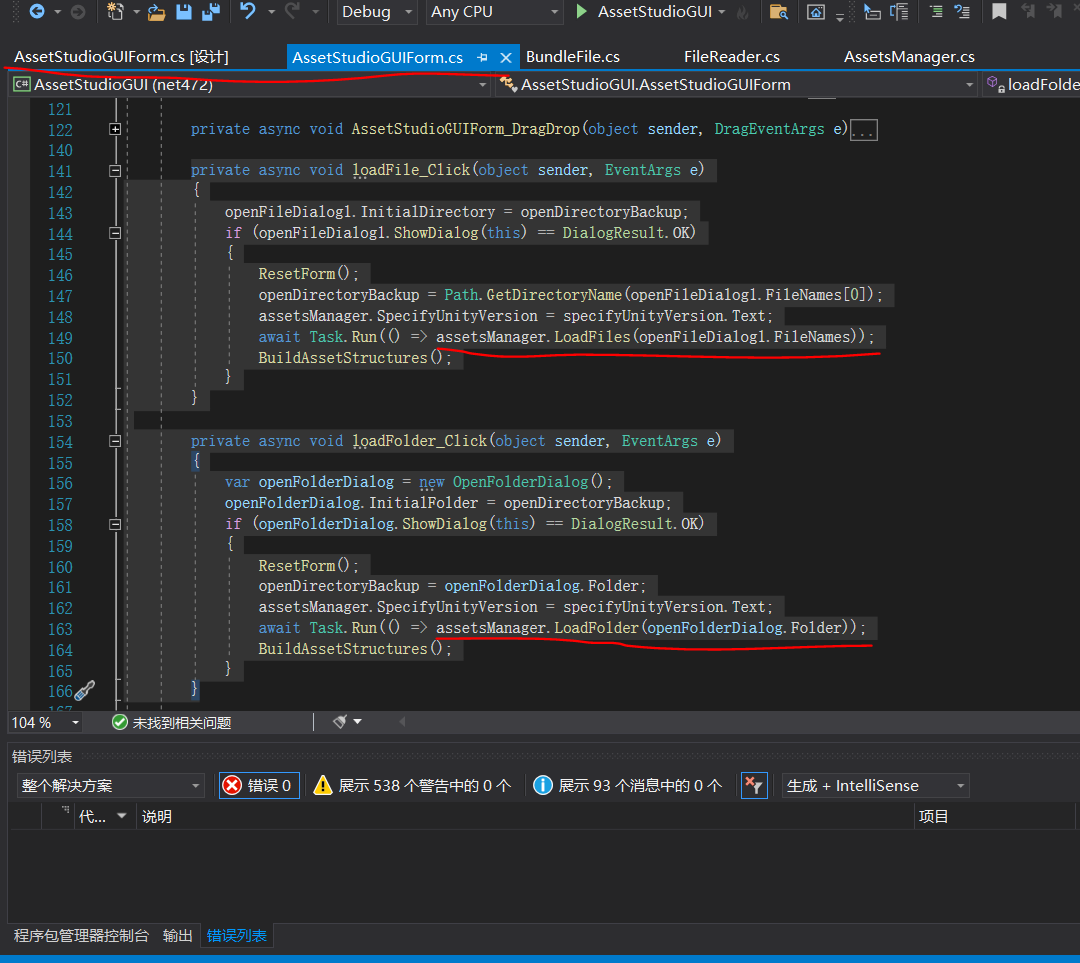 Debug Any CPU AssetStudioGUI
AssetStudioGUIForm.cs [设计] AssetStudioGUIForm.cs BundleFile.cs FileReader.cs AssetsManager.cs
C# AssetStudioGUI (net472) AssetStudioGUI.AssetStudioGUIForm loadFolde
121
122 private async void AssetStudioGUIForm_DragDrop(object sender, DragEventArgs e)...
140
141 private async void loadFile_Click(object sender, EventArgs e)
142 {
143 openFileDialog1.InitialDirectory = openDirectoryBackup;
144 if (openFileDialog1.ShowDialog(this) == DialogResult.OK)
145 {
146 ResetForm();
147 openDirectoryBackup = Path.GetDirectoryName(openFileDialog1.FileNames[0]);
148 assetsManager.SpecifyUnityVersion = specifyUnityVersion.Text;
149 await Task.Run(() => assetsManager.LoadFiles(openFileDialog1.FileNames));
150 BuildAssetStructures();
151 }
152 }
153
154 private async void loadFolder_Click(object sender, EventArgs e)
155 {
156 var openFolderDialog = new OpenFolderDialog();
157 openFolderDialog.InitialFolder = openDirectoryBackup;
158 if (openFolderDialog.ShowDialog(this) == DialogResult.OK)
159 {
160 ResetForm();
161 openDirectoryBackup = openFolderDialog.Folder;
162 assetsManager.SpecifyUnityVersion = specifyUnityVersion.Text;
163 await Task.Run(() => assetsManager.LoadFolder(openFolderDialog.Folder));
164 BuildAssetStructures();
165 }
166 }
167
104 % 未找到相关问题
错误列表
整个解决方案 错误 0 展示 538 个警告中的 0 个 展示 93 个消息中的 0 个 生成 + IntelliSense
代... 说明 项目
程序包管理器控制台 输出 错误列表